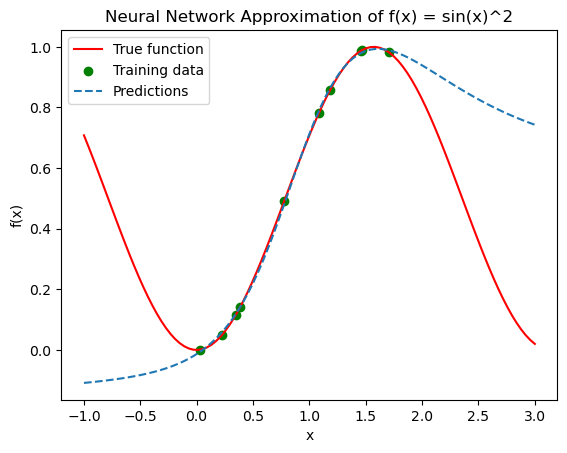 Neural Network Approximation of f(x) = sin(x)^2
True function
Training data
Predictions
f(x)
1.0
0.8
0.6
0.4
0.2
0.0
-1.0 -0.5 0.0 0.5 1.0 1.5 2.0 2.5 3.0
x